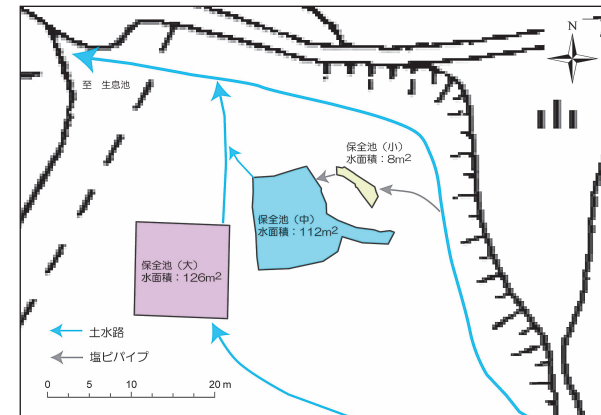 N
至 生息池
保全池（小）
水面積：8m²
保全池（中）
水面積：112m²
保全池（大）
水面積：126m²
土水路
塩ビパイプ
0 5 10 20 m